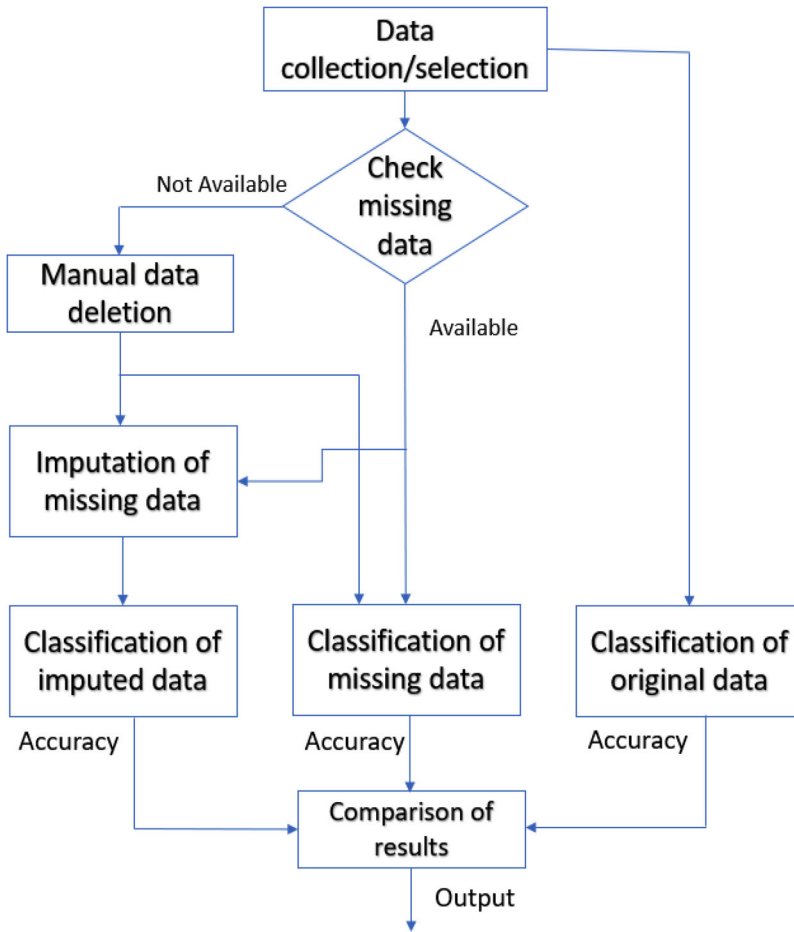 Data
collection/selection
Check
missing
data
Not Available
Manual data
deletion
Available
Imputation of
missing data
Classification of
imputed data
Classification of
missing data
Classification of
original data
Accuracy
Accuracy
Accuracy
Comparison of
results
Output